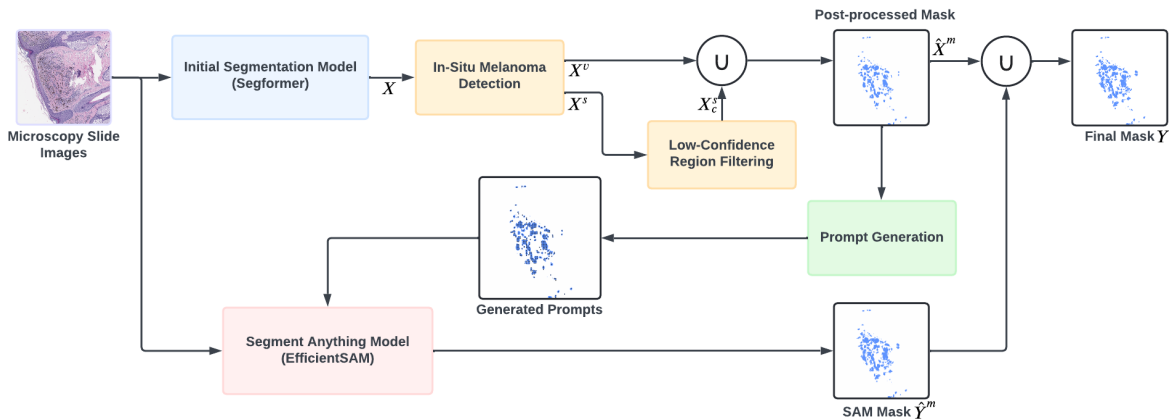 Post-processed Mask
Initial Segmentation Model
(Segformer)
X
In-Situ Melanoma
Detection
X^v
X^s
∪
X_c^s
X̂^m
∪
Microscopy Slide
Images
Low-Confidence
Region Filtering
Final Mask Y
Prompt Generation
Generated Prompts
Segment Anything Model
(EfficientSAM)
SAM Mask Ŷ^m